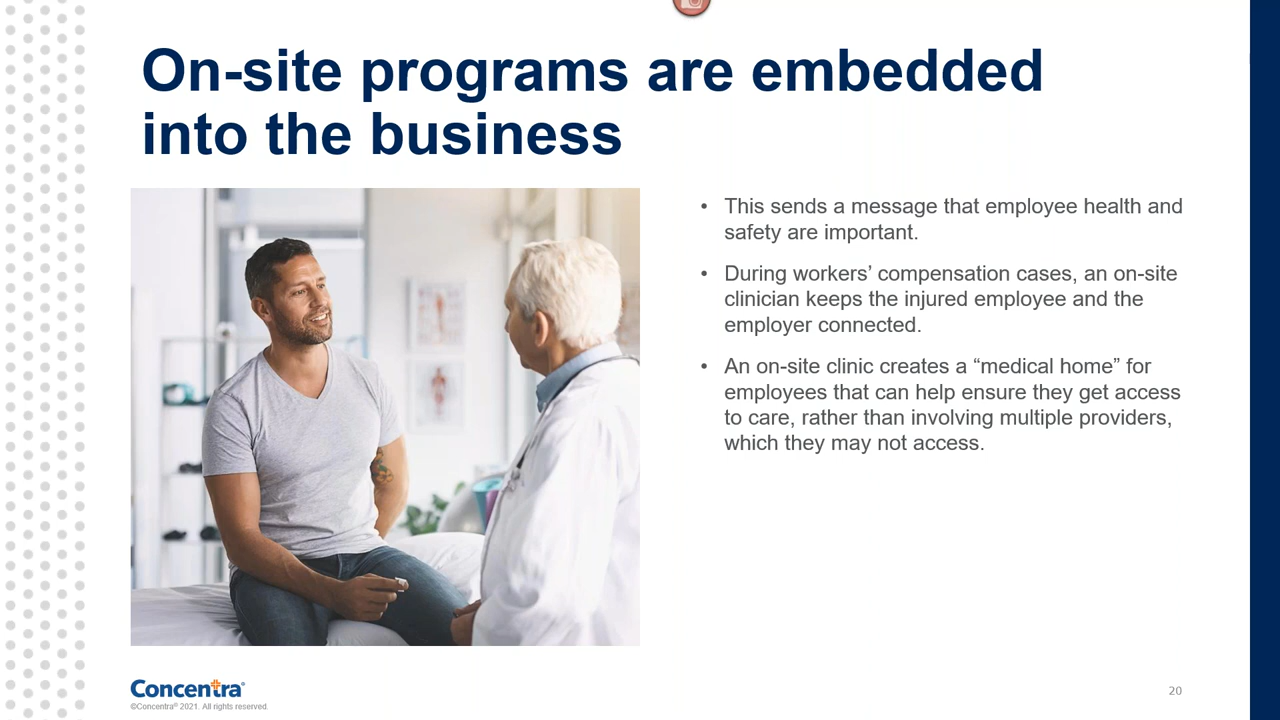 On-site programs are embedded
into the business
• This sends a message that employee health and
safety are important.
• During workers’ compensation cases, an on-site
clinician keeps the injured employee and the
employer connected.
• An on-site clinic creates a “medical home” for
employees that can help ensure they get access
to care, rather than involving multiple providers,
which they may not access.
Concentra®
©Concentra® 2021. All rights reserved.
20